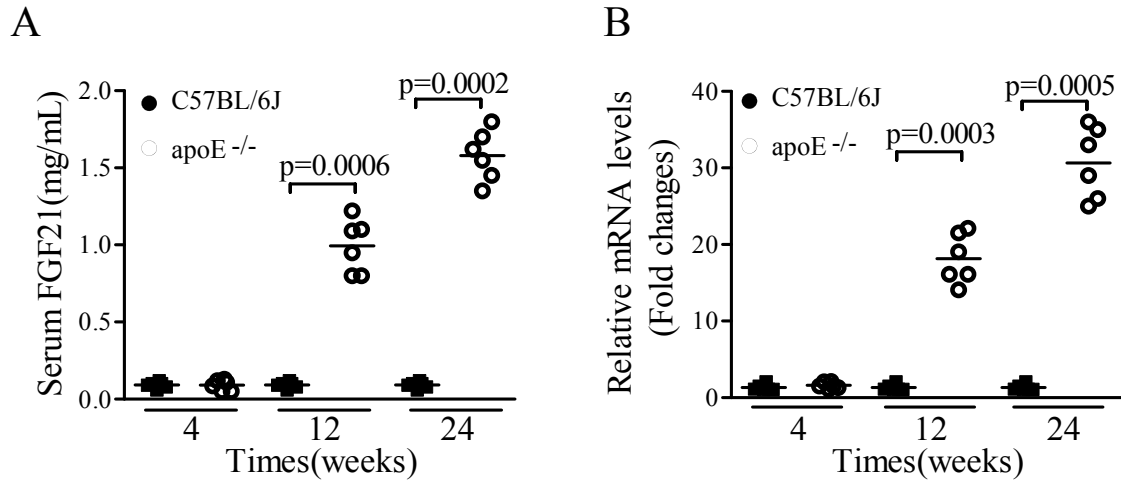 A
Serum FGF21(mg/mL)
2.0
1.5
1.0
0.5
0.0
C57BL/6J
apoE -/-
p=0.0006
p=0.0002
4
12
24
Times(weeks)
B
Relative mRNA levels
(Fold changes)
40
30
20
10
0
C57BL/6J
apoE -/-
p=0.0003
p=0.0005
4
12
24
Times(weeks)